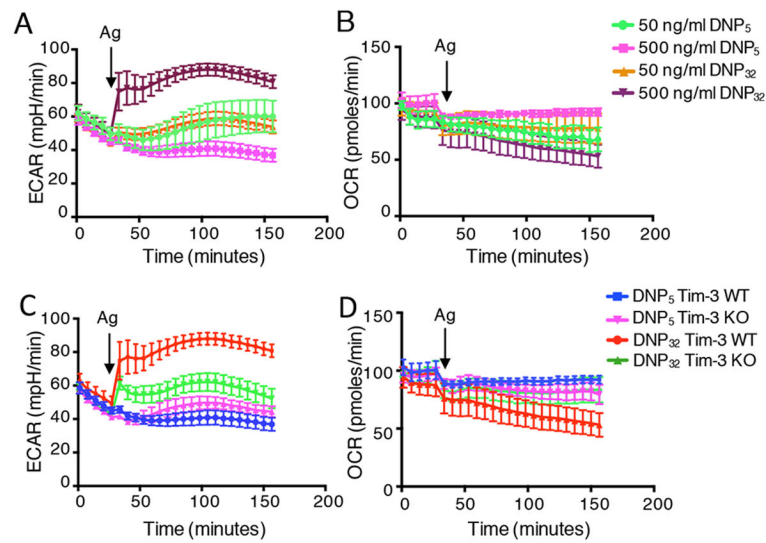 A
Ag
ECAR (mpH/min)
100
80
60
40
20
0
0 50 100 150 200
Time (minutes)
B
Ag
OCR (pmoles/min)
150
100
50
0
0 50 100 150 200
Time (minutes)
50 ng/ml DNP5
500 ng/ml DNP5
50 ng/ml DNP32
500 ng/ml DNP32
C
Ag
ECAR (mpH/min)
100
80
60
40
20
0
0 50 100 150 200
Time (minutes)
D
Ag
OCR (pmoles/min)
150
100
50
0
0 50 100 150 200
Time (minutes)
DNP5 Tim-3 WT
DNP5 Tim-3 KO
DNP32 Tim-3 WT
DNP32 Tim-3 KO